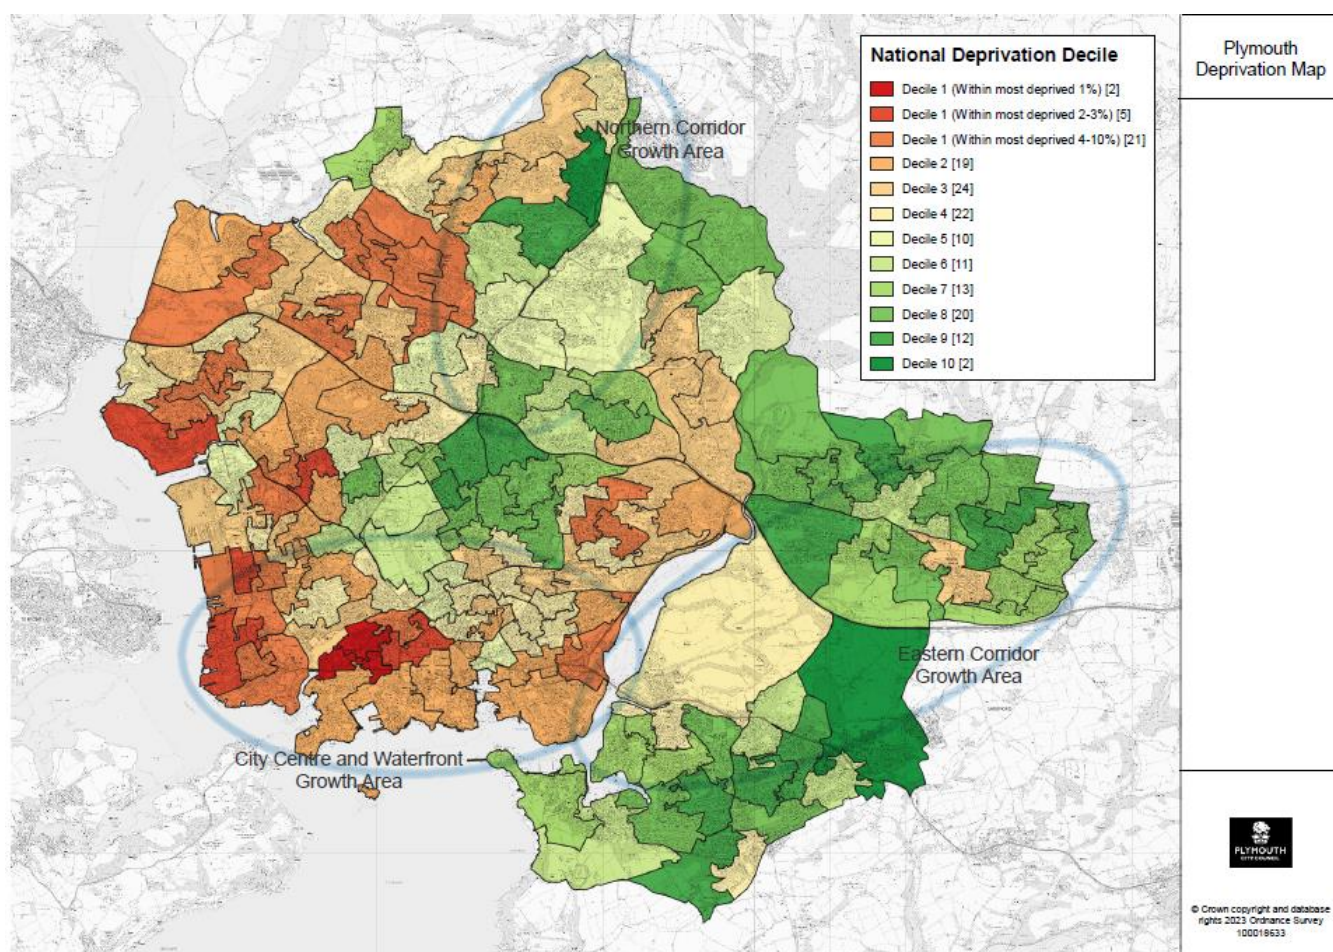 Plymouth
Deprivation Map
National Deprivation Decile
Decile 1 (Within most deprived 1%) [2]
Decile 1 (Within most deprived 2-3%) [5]
Decile 1 (Within most deprived 4-10%) [21]
Decile 2 [19]
Decile 3 [24]
Decile 4 [22]
Decile 5 [10]
Decile 6 [11]
Decile 7 [13]
Decile 8 [20]
Decile 9 [12]
Decile 10 [2]
Northern Corridor
Growth Area
Eastern Corridor
Growth Area
City Centre and Waterfront
Growth Area
PLYMOUTH
CITY COUNCIL
© Crown copyright and database
rights 2023 Ordnance Survey
100018633